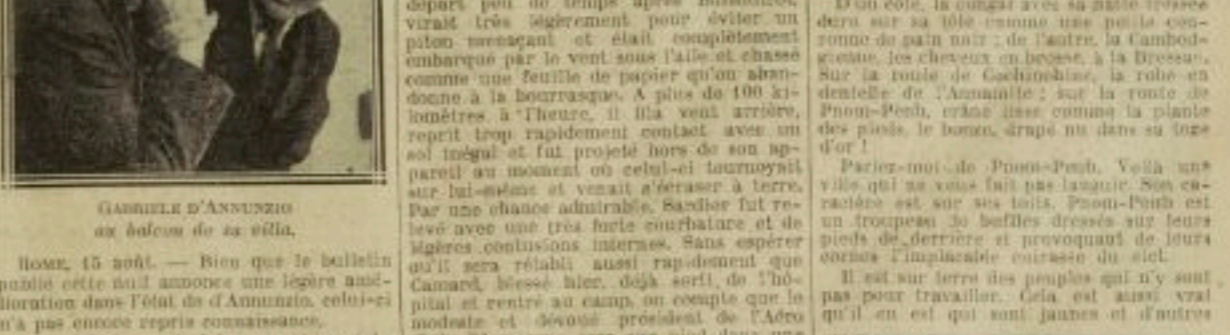 GABRIELE D'ANNUNZIO
au balcon de sa villa.
ROME, 15 août. — Bien que le bulletin
publié cette nuit annonce une légère amé-
lioration dans l'état de d'Annunzio, celui-ci
n'a pas encore repris connaissance.
départ peu de temps après
virait très légèrement pour éviter un
piton menaçant et était complètement
embarqué par le vent sous l'aile et chassé
comme une feuille de papier qu'on aban-
donne à la bourrasque. A plus de 100 ki-
lomètres à l'heure, il fila vent arrière,
reprit trop rapidement contact avec un
sol inégal et fut projeté hors de son ap-
pareil au moment où celui-ci tournoyait
sur lui-même et venait s'écraser à terre.
Par une chance admirable, Sardier fut re-
levé avec une très forte courbature et de
légères contusions internes. Sans espérer
qu'il sera rétabli aussi rapidement que
Camard, blessé hier, déjà sorti de l'hô-
pital et rentré au camp, on compte que le
modeste et dévoué président de l'Aéro
D'un côté, la congaï avec sa natte tressée
dure sur sa tête comme une petite cou-
ronne de pain noir ; de l'autre, la Cambod-
gienne, les cheveux en brosse, à la Bressan.
Sur la route de Cochinchine, la robe en
dentelle de l'Annamite ; sur la route de
Pnom-Penh, crâne lisse comme la plante
des pieds, le bonze, drapé nu dans sa toge
d'or !
Parlez-moi de Pnom-Penh. Voilà une
ville qui ne vous fait pas languir. Son ca-
ractère est sur ses toits. Pnom-Penh est
un troupeau de buffles dressés sur leurs
pieds de derrière et provoquant de leurs
cornes l'implacable cuirasse du ciel.
Il est sur terre des peuples qui n'y sont
pas pour travailler. Cela est aussi vrai
qu'il en est qui sont jaunes et d'autres